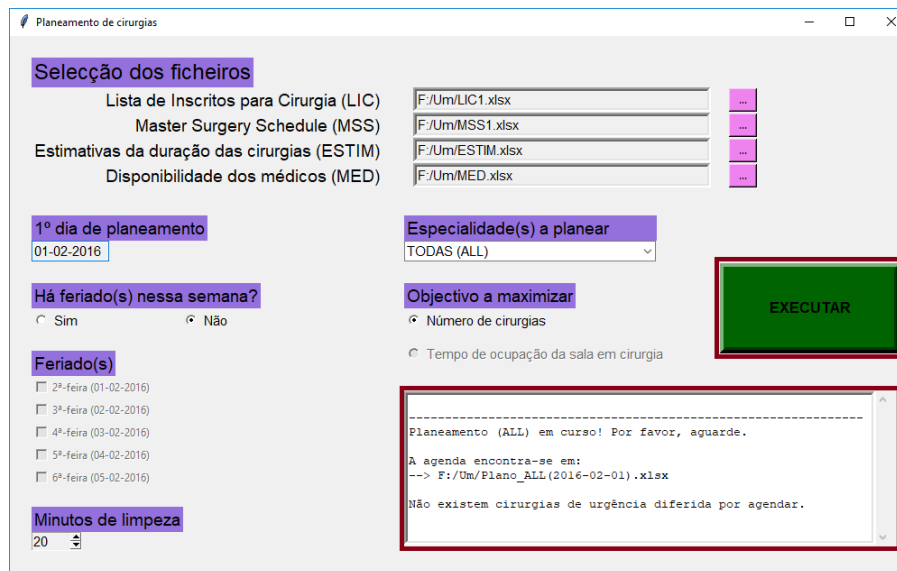 Planeamento de cirurgias
Selecção dos ficheiros
Lista de Inscritos para Cirurgia (LIC)
F:/Um/LIC1.xlsx
...
Master Surgery Schedule (MSS)
F:/Um/MSS1.xlsx
...
Estimativas da duração das cirurgias (ESTIM)
F:/Um/ESTIM.xlsx
...
Disponibilidade dos médicos (MED)
F:/Um/MED.xlsx
...
1º dia de planeamento
01-02-2016
Especialidade(s) a planear
TODAS (ALL)
Há feriado(s) nessa semana?
Sim
Não
Objectivo a maximizar
Número de cirurgias
Tempo de ocupação da sala em cirurgia
EXECUTAR
Feriado(s)
2ª-feira (01-02-2016)
3ª-feira (02-02-2016)
4ª-feira (03-02-2016)
5ª-feira (04-02-2016)
6ª-feira (05-02-2016)
Minutos de limpeza
20
---------------------------------------------------------------
Planeamento (ALL) em curso! Por favor, aguarde.
A agenda encontra-se em:
--> F:/Um/Plano_ALL(2016-02-01).xlsx
Não existem cirurgias de urgência diferida por agendar.